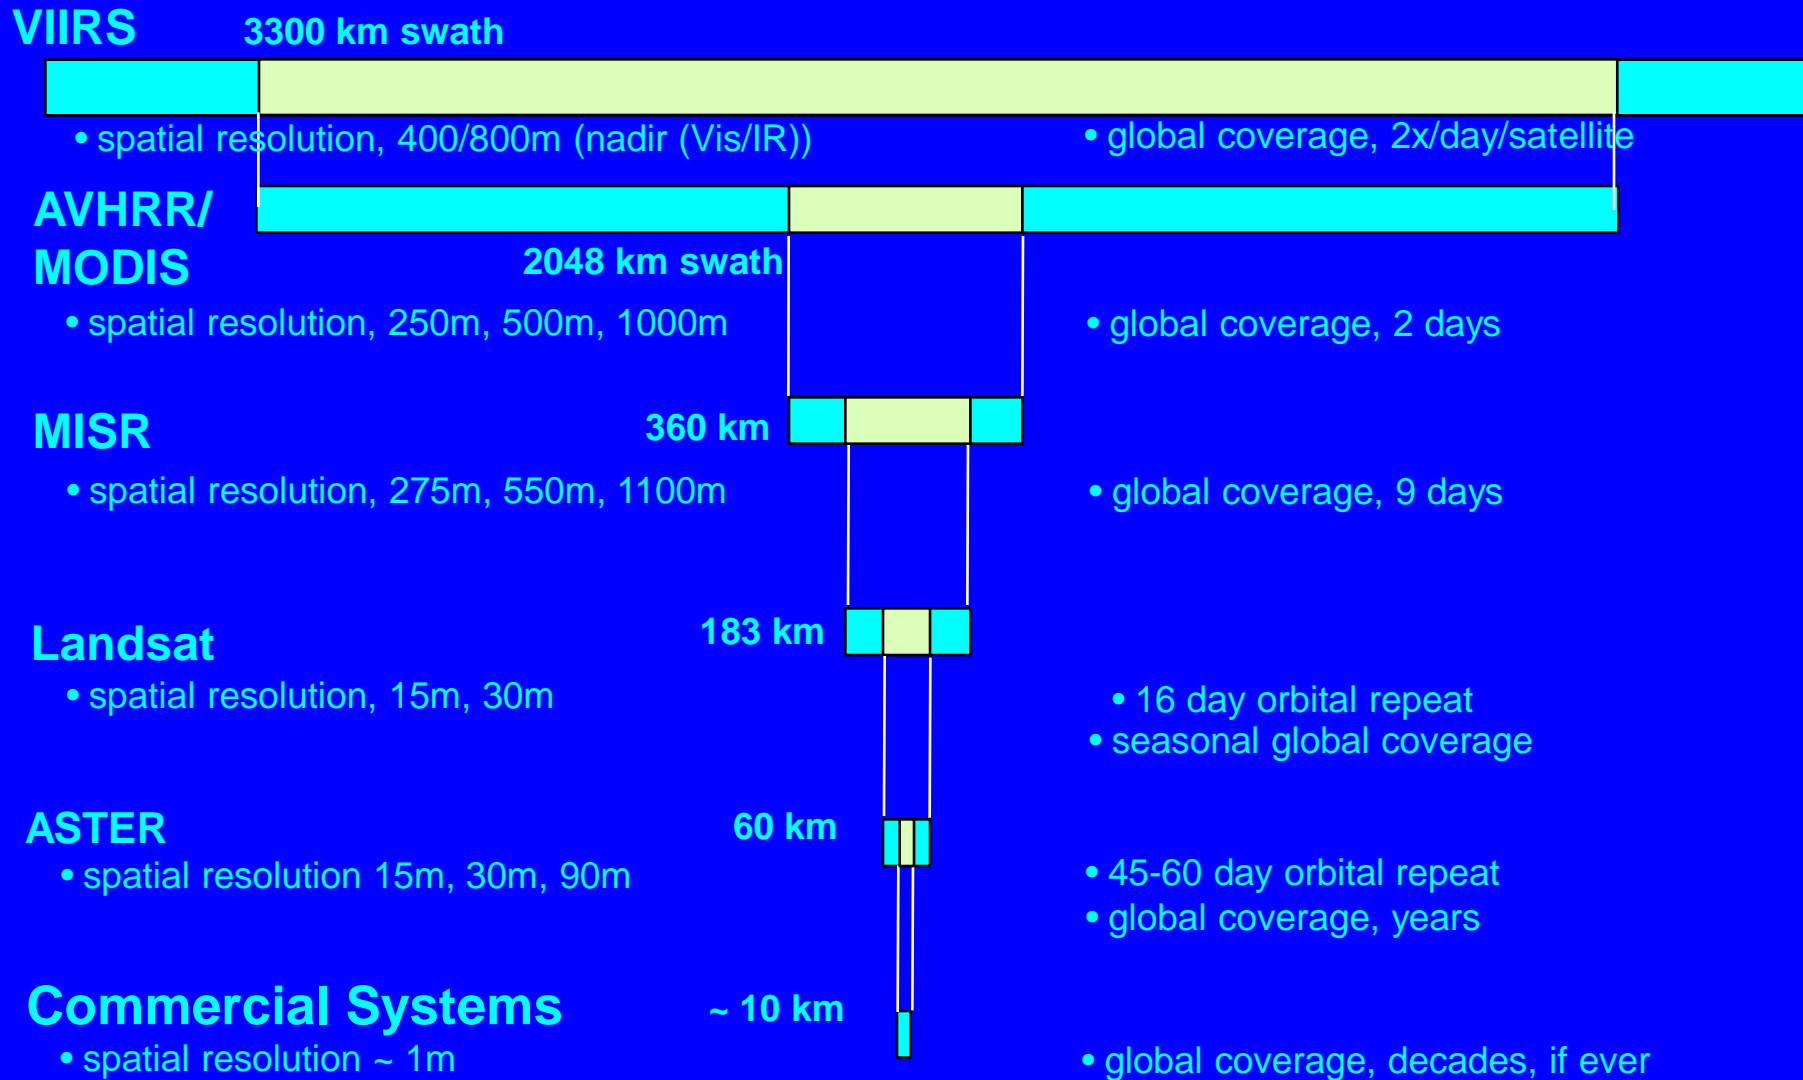 VIIRS 3300 km swath
• spatial resolution, 400/800m (nadir (Vis/IR))
• global coverage, 2x/day/satellite
AVHRR/
MODIS
2048 km swath
• spatial resolution, 250m, 500m, 1000m
• global coverage, 2 days
MISR
360 km
• spatial resolution, 275m, 550m, 1100m
• global coverage, 9 days
Landsat
183 km
• spatial resolution, 15m, 30m
• 16 day orbital repeat
• seasonal global coverage
ASTER
60 km
• spatial resolution 15m, 30m, 90m
• 45-60 day orbital repeat
• global coverage, years
Commercial Systems
~ 10 km
• spatial resolution ~ 1m
• global coverage, decades, if ever